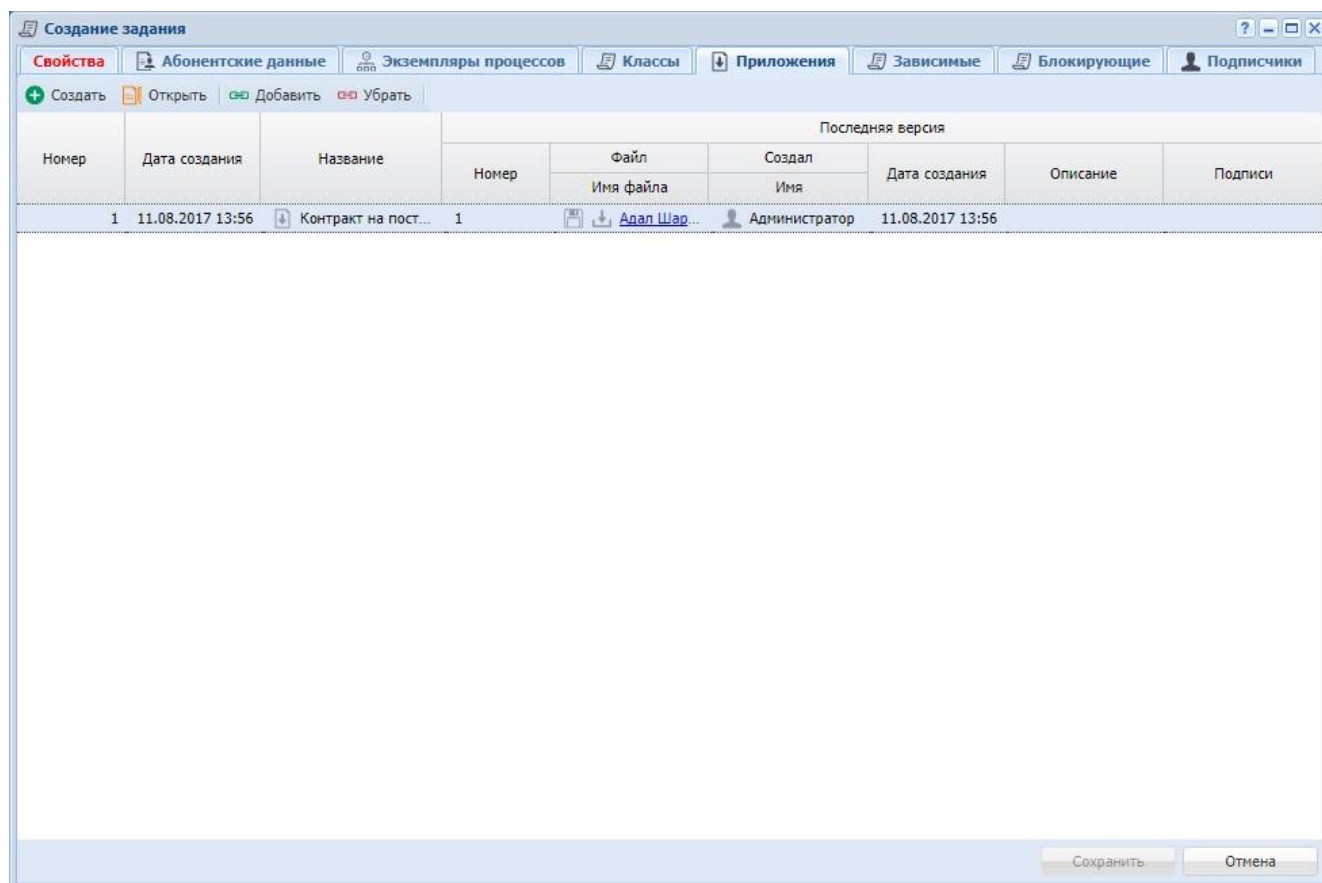 Создание задания
Свойства Абонентские данные Экземпляры процессов Классы Приложения Зависимые Блокирующие Подписчики
Создать Открыть Добавить Убрать
Последняя версия
Номер Дата создания Название Номер Файл Создал Дата создания Описание Подписи
Имя файла Имя
1 11.08.2017 13:56 Контракт на пост... 1 Адал Шар... Администратор 11.08.2017 13:56
Сохранить Отмена